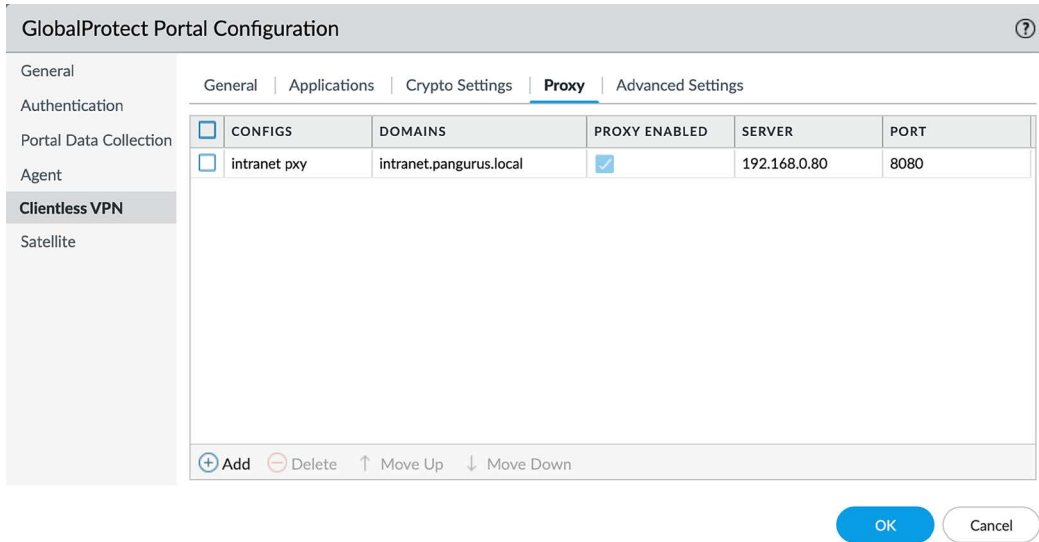 GlobalProtect Portal Configuration
General
Authentication
Portal Data Collection
Agent
Clientless VPN
Satellite
General | Applications | Crypto Settings | Proxy | Advanced Settings
CONFIGS DOMAINS PROXY ENABLED SERVER PORT
intranet pxy intranet.pangurus.local 192.168.0.80 8080
Add Delete Move Up Move Down
OK Cancel